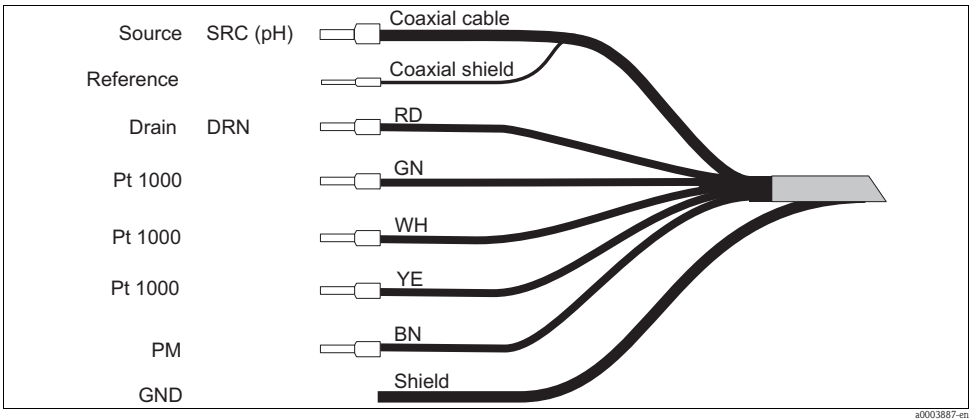 Source SRC (pH) Coaxial cable
Reference Coaxial shield
Drain DRN RD
Pt 1000 GN
Pt 1000 WH
Pt 1000 YE
PM BN
GND Shield
a0003887-en